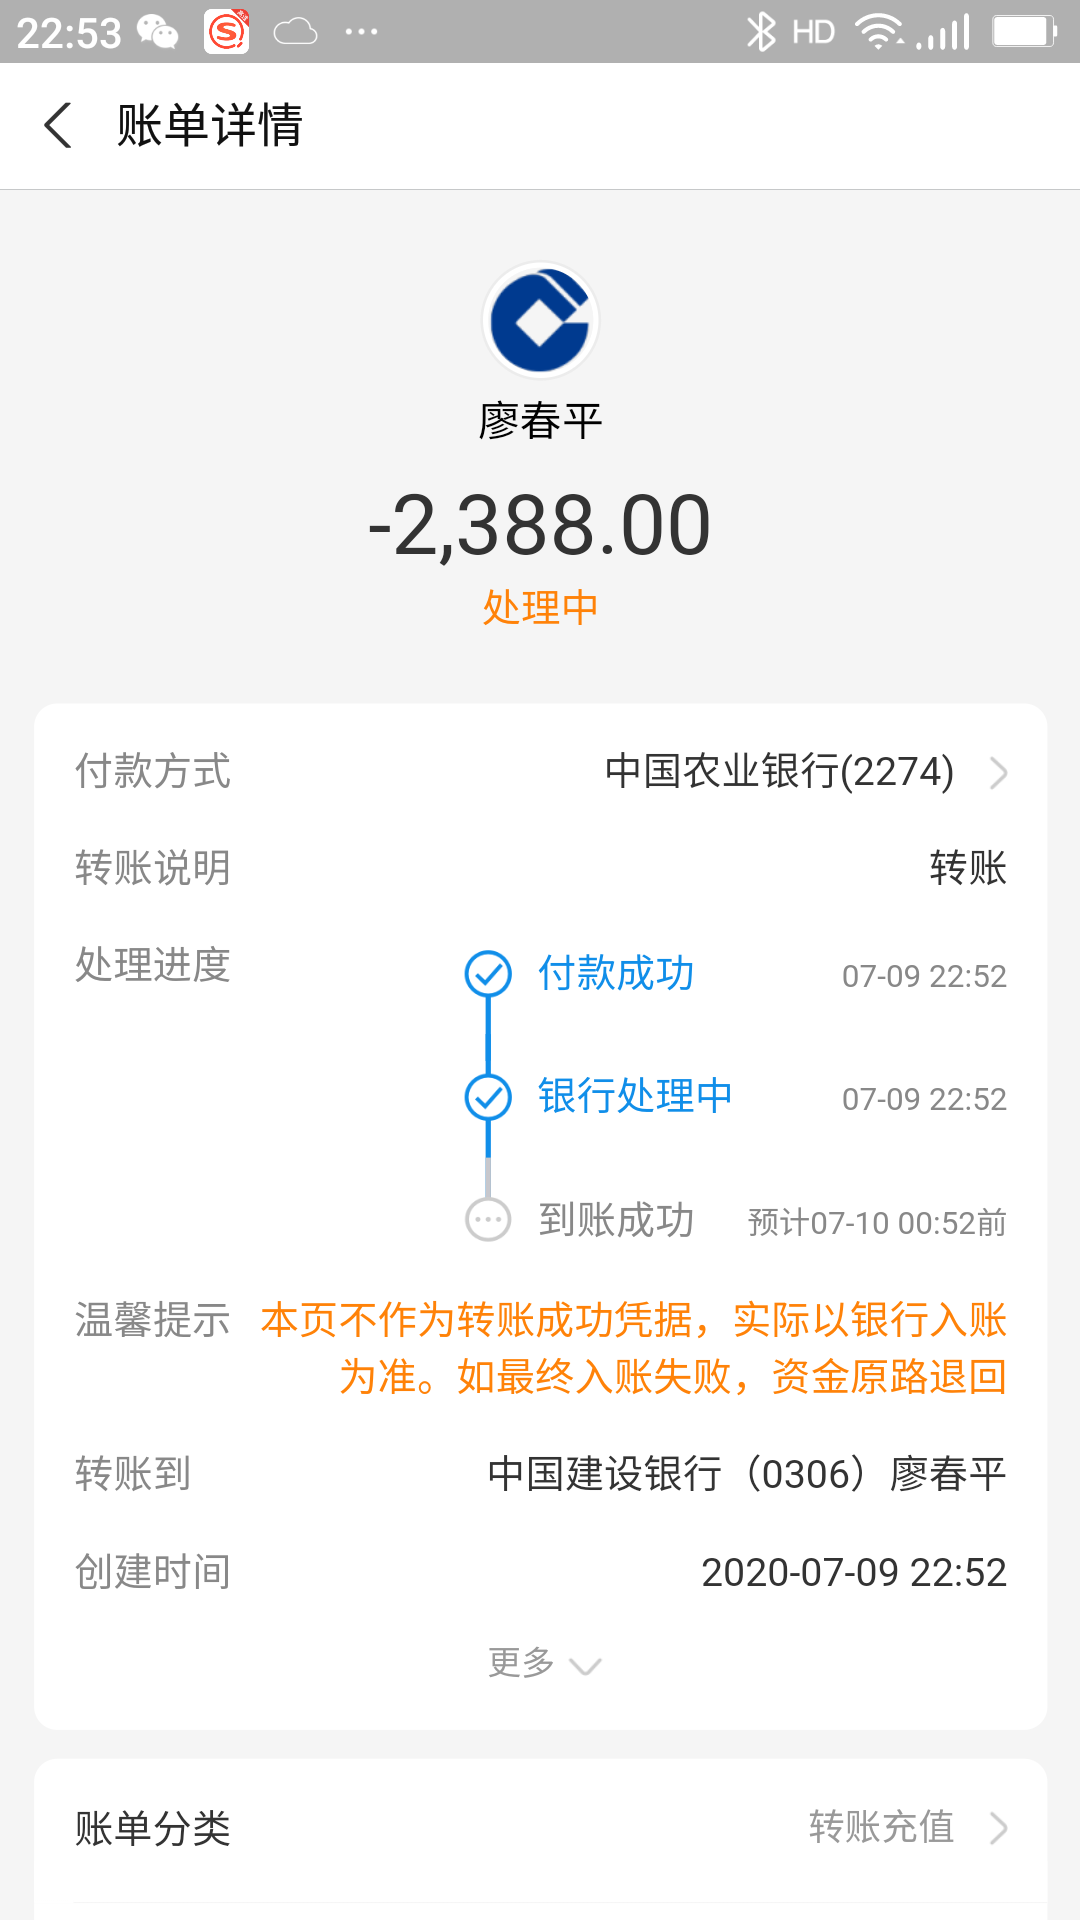 22:53
HD
账单详情
廖春平
-2,388.00
处理中
付款方式 中国农业银行(2274)
转账说明 转账
处理进度 付款成功 07-09 22:52
银行处理中 07-09 22:52
到账成功 预计07-10 00:52前
温馨提示 本页不作为转账成功凭据，实际以银行入账
为准。如最终入账失败，资金原路退回
转账到 中国建设银行（0306）廖春平
创建时间 2020-07-09 22:52
更多
账单分类 转账充值